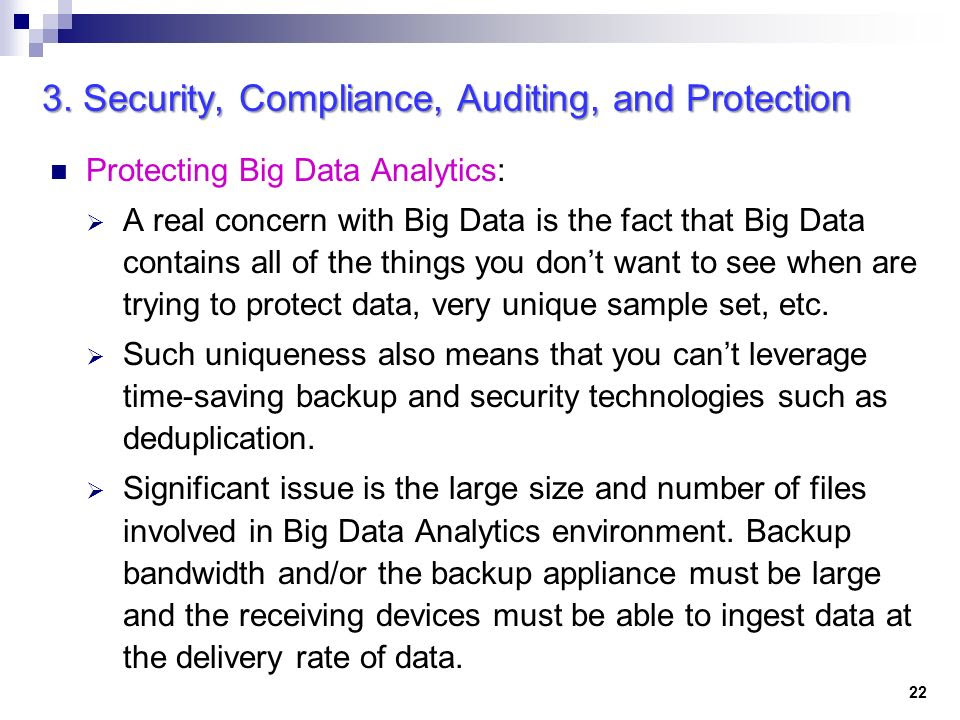 3. Security, Compliance, Auditing, and Protection
Protecting Big Data Analytics:
A real concern with Big Data is the fact that Big Data
contains all of the things you don’t want to see when are
trying to protect data, very unique sample set, etc.
Such uniqueness also means that you can’t leverage
time-saving backup and security technologies such as
deduplication.
Significant issue is the large size and number of files
involved in Big Data Analytics environment. Backup
bandwidth and/or the backup appliance must be large
and the receiving devices must be able to ingest data at
the delivery rate of data.
22